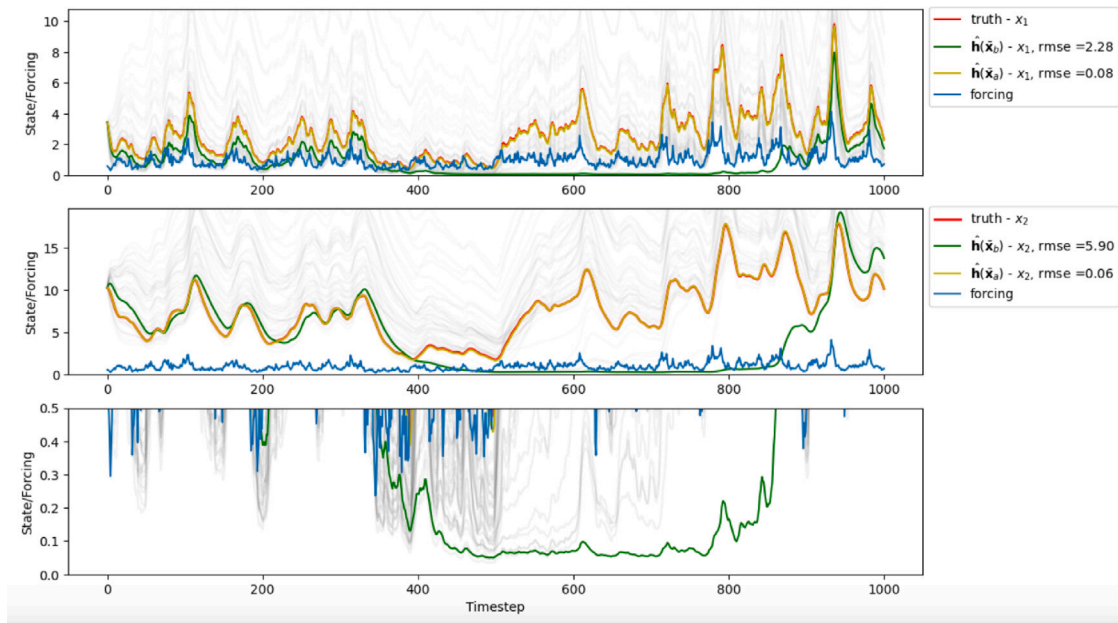 State/Forcing
10
8
6
4
2
0
0 200 400 600 800 1000
truth - x₁
ĥ(x̄_b) - x₁, rmse =2.28
ĥ(x̄_a) - x₁, rmse =0.08
forcing
State/Forcing
15
10
5
0
0 200 400 600 800 1000
truth - x₂
ĥ(x̄_b) - x₂, rmse =5.90
ĥ(x̄_a) - x₂, rmse =0.06
forcing
State/Forcing
0.5
0.4
0.3
0.2
0.1
0.0
0 200 400 600 800 1000
Timestep